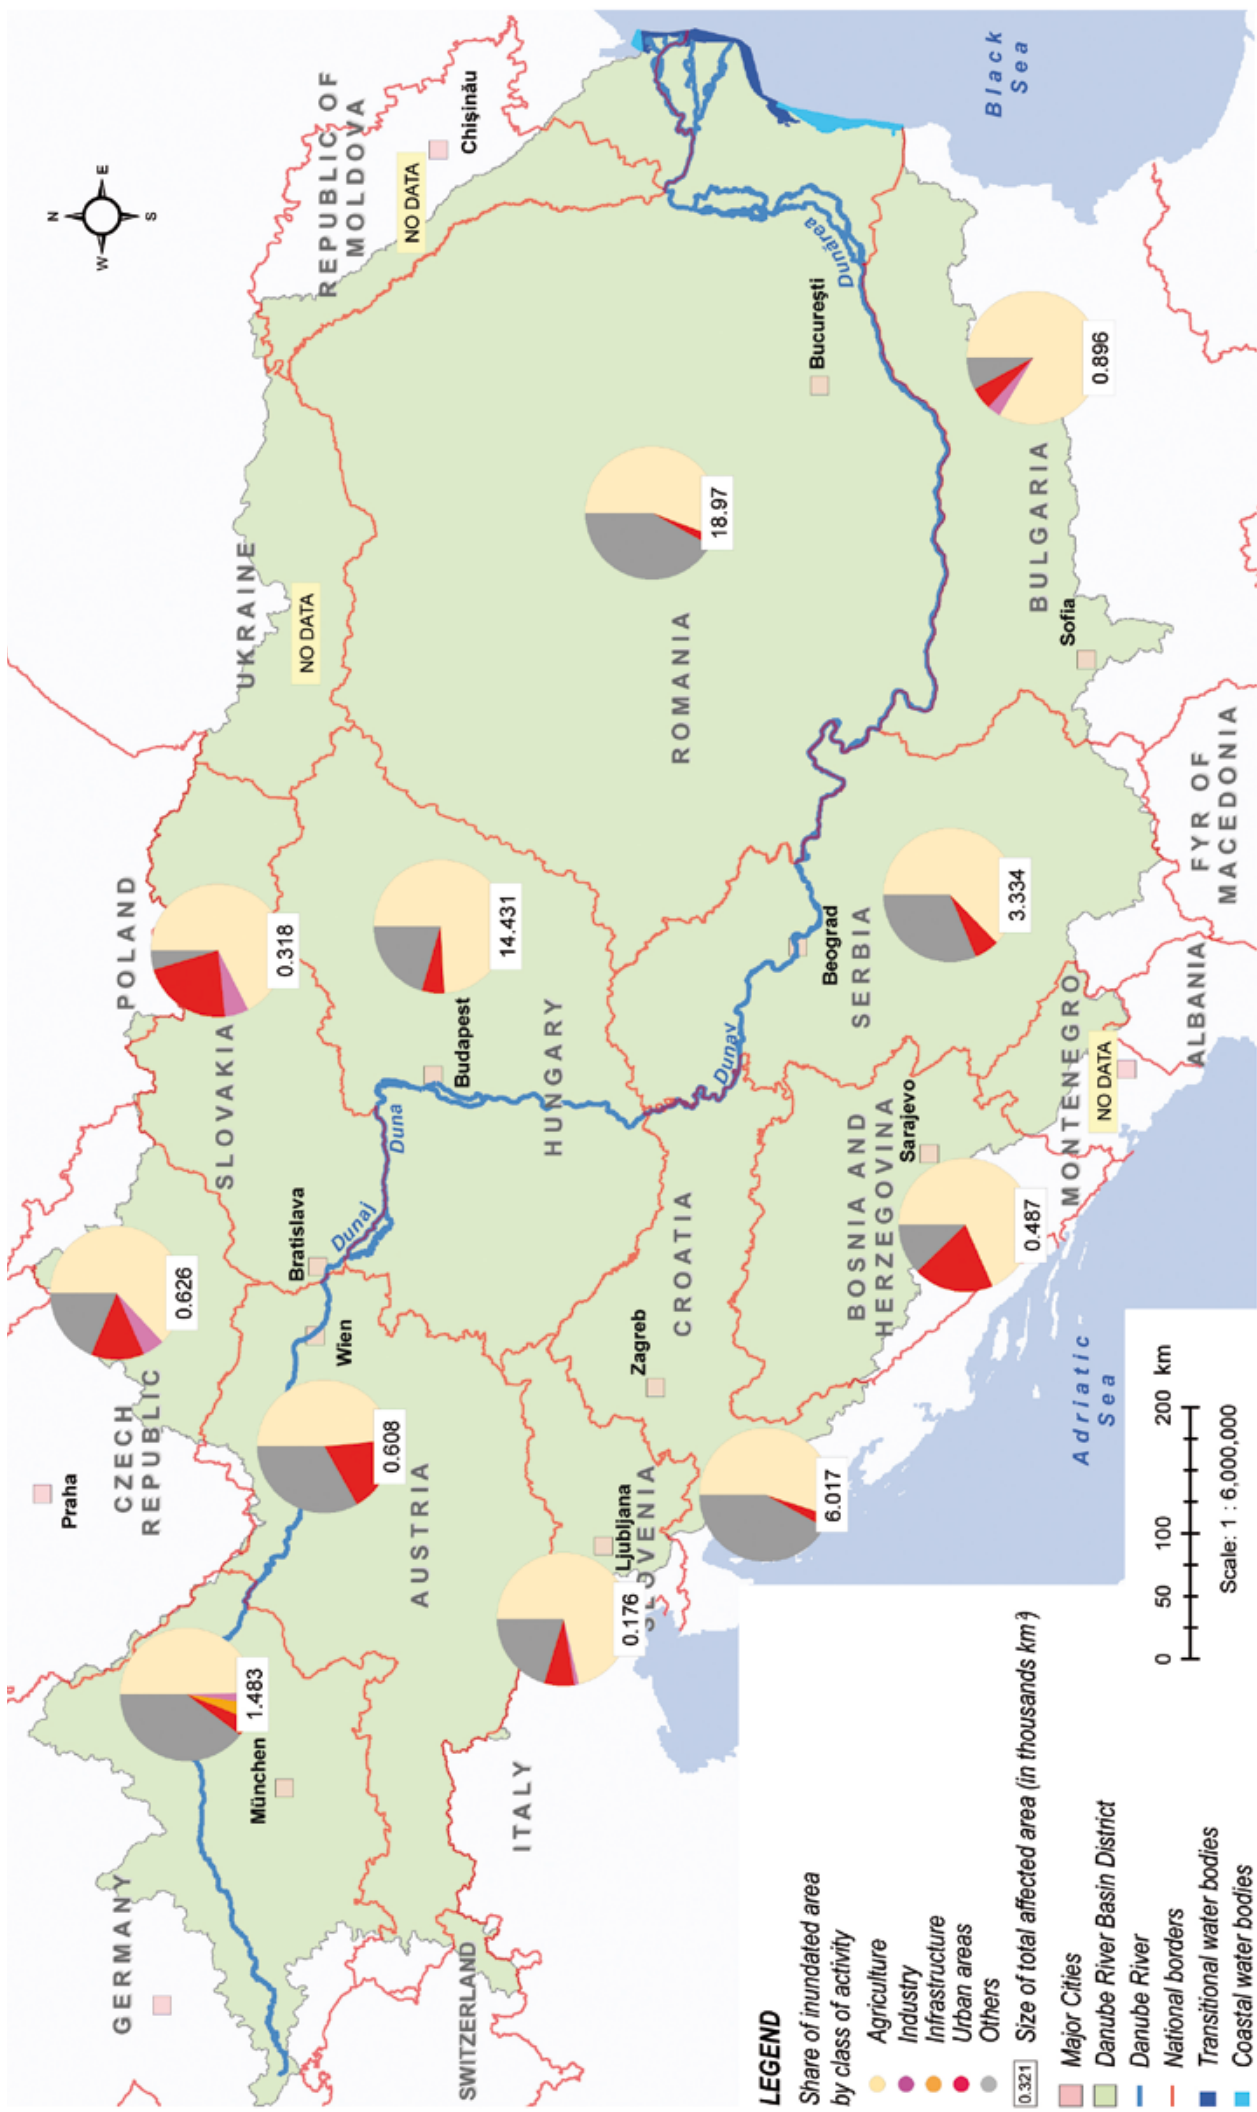 N
W
E
S
Praha
CZECH
REPUBLIC
0.626
POLAND
UKRAINE
NO DATA
REPUBLIC OF
MOLDOVA
NO DATA
Chişinău
GERMANY
München
1.483
0.608
Wien
Bratislava
Dunaj
SLOVAKIA
0.318
Duna
Budapest
14.431
HUNGARY
AUSTRIA
SWITZERLAND
ITALY
0.176
Ljubljana
SLOVENIA
Zagreb
CROATIA
6.017
ROMANIA
18.97
Bucureşti
Dunărea
Dunav
Beograd
SERBIA
3.334
BOSNIA AND
HERZEGOVINA
Sarajevo
0.487
MONTENEGRO
NO DATA
ALBANIA
FYR OF
MACEDONIA
Sofia
BULGARIA
0.896
Black
Sea
Adriatic
Sea
LEGEND
Share of inundated area
by class of activity
Agriculture
Industry
Infrastructure
Urban areas
Others
0.321 Size of total affected area (in thousands km²)
Major Cities
Danube River Basin District
Danube River
National borders
Transitional water bodies
Coastal water bodies
0 50 100 200 km
Scale: 1 : 6,000,000